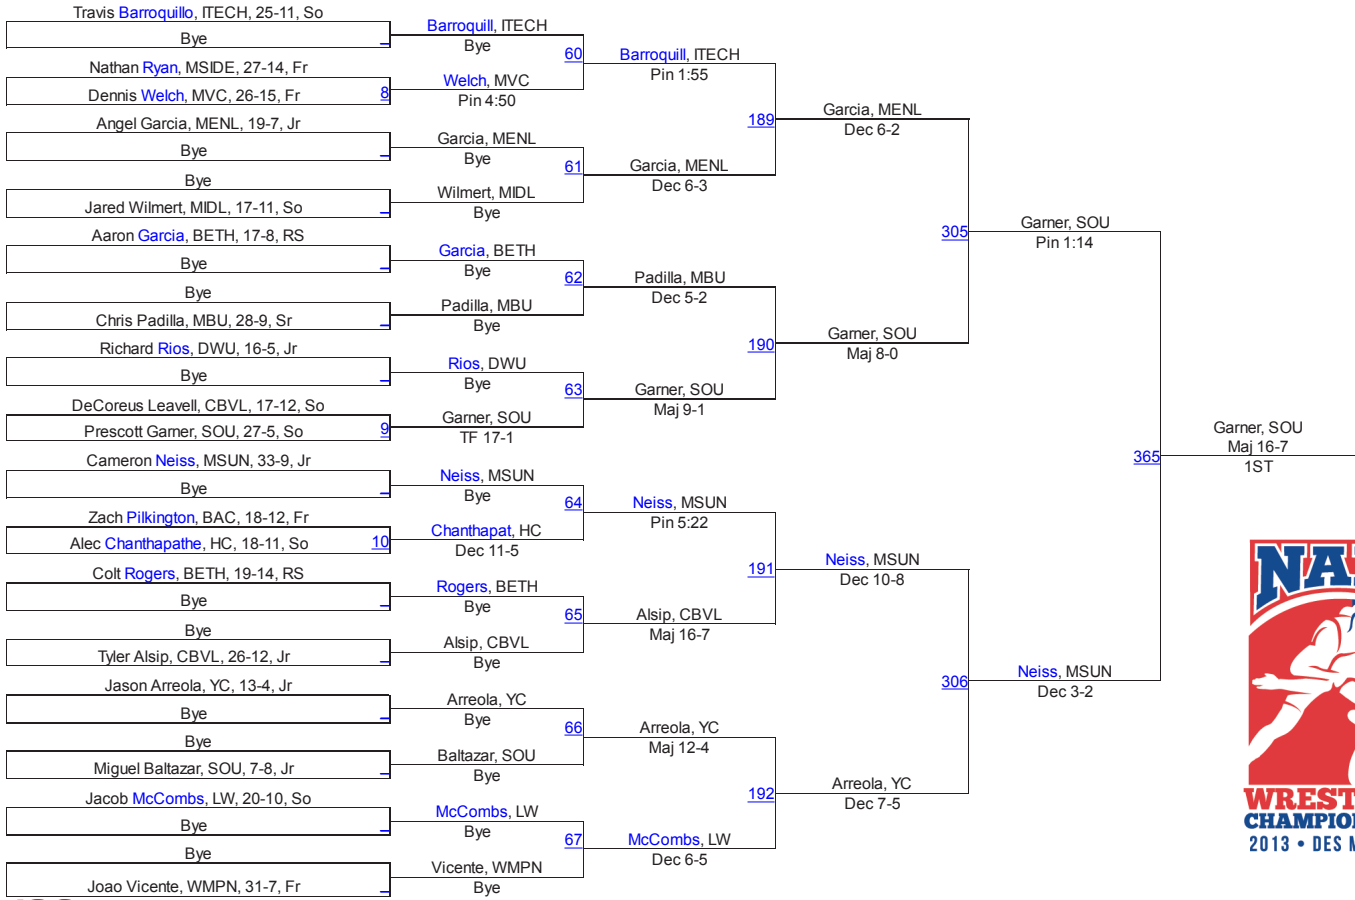 Travis Barroquillo, ITECH, 25-11, So
Bye
Barroquill, ITECH
Bye
60
Barroquill, ITECH
Pin 1:55
Nathan Ryan, MSIDE, 27-14, Fr
Dennis Welch, MVC, 26-15, Fr
8
Welch, MVC
Pin 4:50
189
Garcia, MENL
Dec 6-2
Angel Garcia, MENL, 19-7, Jr
Bye
Garcia, MENL
Bye
61
Garcia, MENL
Dec 6-3
Bye
Jared Wilmert, MIDL, 17-11, So
Wilmert, MIDL
Bye
305
Garner, SOU
Pin 1:14
Aaron Garcia, BETH, 17-8, RS
Bye
Garcia, BETH
Bye
62
Padilla, MBU
Dec 5-2
Bye
Chris Padilla, MBU, 28-9, Sr
Padilla, MBU
Bye
190
Garner, SOU
Maj 8-0
Richard Rios, DWU, 16-5, Jr
Bye
Rios, DWU
Bye
63
Garner, SOU
Maj 9-1
DeCoreus Leavell, CBVL, 17-12, So
Prescott Garner, SOU, 27-5, So
9
Garner, SOU
TF 17-1
365
Garner, SOU
Maj 16-7
1ST
Cameron Neiss, MSUN, 33-9, Jr
Bye
Neiss, MSUN
Bye
64
Neiss, MSUN
Pin 5:22
Zach Pilkington, BAC, 18-12, Fr
Alec Chanthapathe, HC, 18-11, So
10
Chanthapat, HC
Dec 11-5
191
Neiss, MSUN
Dec 10-8
Colt Rogers, BETH, 19-14, RS
Bye
Rogers, BETH
Bye
65
Alsip, CBVL
Maj 16-7
Bye
Tyler Alsip, CBVL, 26-12, Jr
Alsip, CBVL
Bye
306
Neiss, MSUN
Dec 3-2
Jason Arreola, YC, 13-4, Jr
Bye
Arreola, YC
Bye
66
Arreola, YC
Maj 12-4
Bye
Miguel Baltazar, SOU, 7-8, Jr
Baltazar, SOU
Bye
192
Arreola, YC
Dec 7-5
Jacob McCombs, LW, 20-10, So
Bye
McCombs, LW
Bye
67
McCombs, LW
Dec 6-5
Bye
Joao Vicente, WMPN, 31-7, Fr
Vicente, WMPN
Bye
NA
WREST
CHAMPIO
2013 • DES M